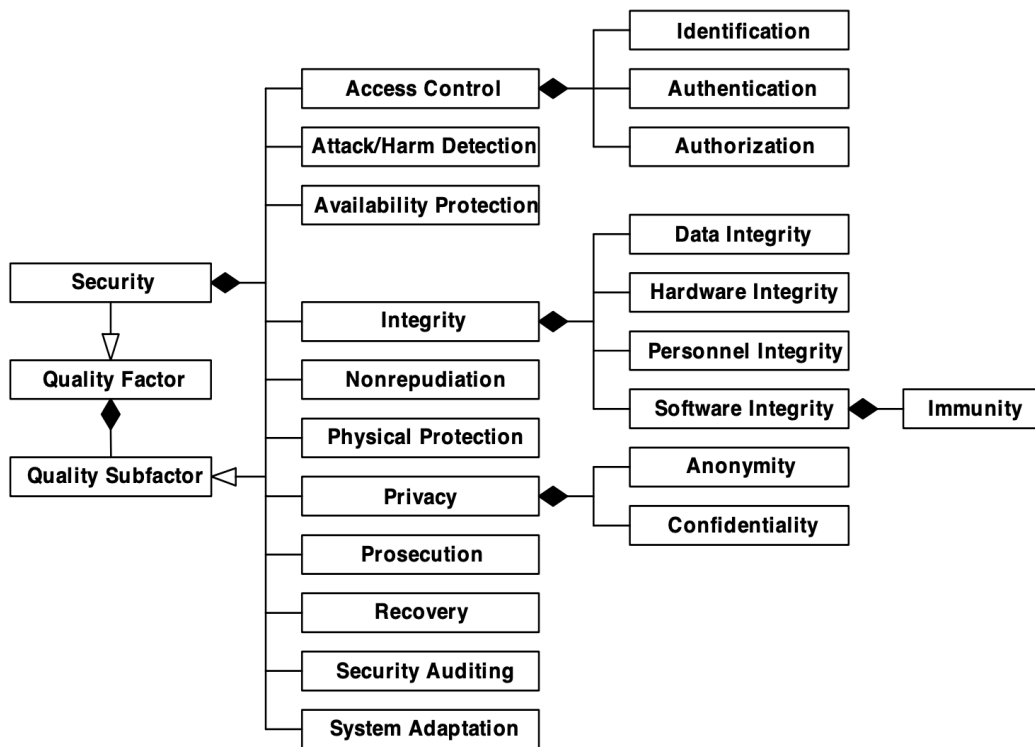 Identification
Access Control
Authentication
Attack/Harm Detection
Authorization
Availability Protection
Data Integrity
Security
Hardware Integrity
Integrity
Personnel Integrity
Quality Factor
Nonrepudiation
Software Integrity
Immunity
Physical Protection
Anonymity
Quality Subfactor
Privacy
Confidentiality
Prosecution
Recovery
Security Auditing
System Adaptation